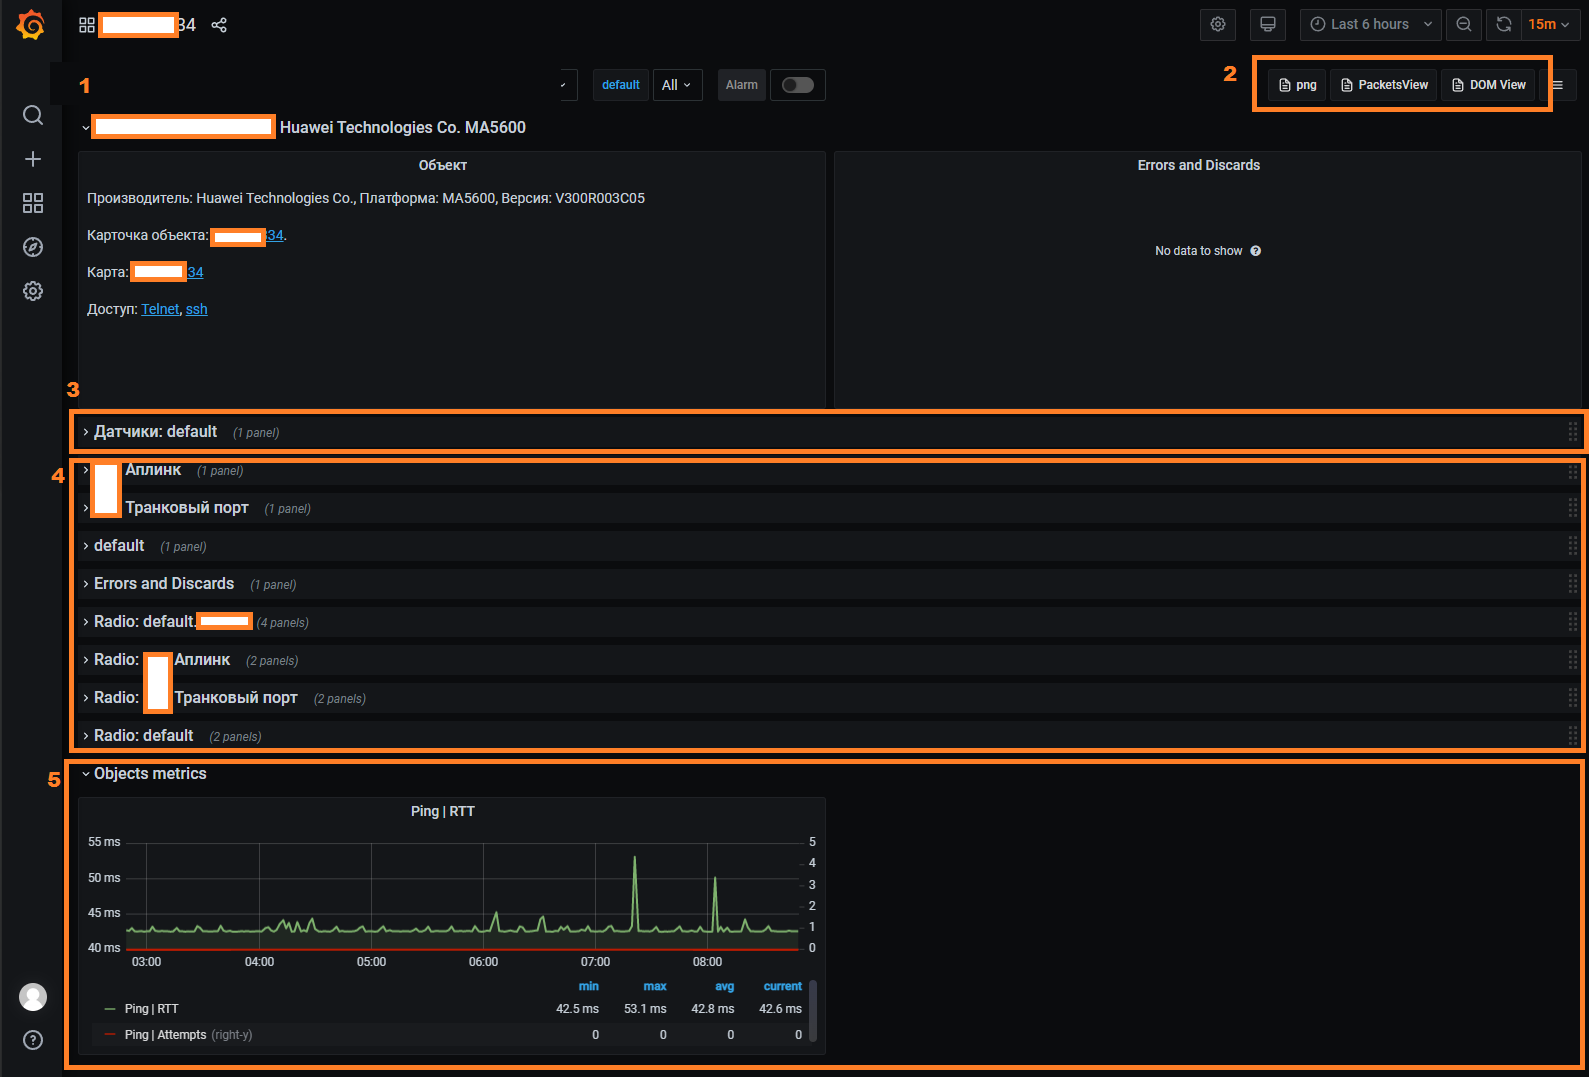 34
Last 6 hours
15m
1
default
All
Alarm
2
png
PacketsView
DOM View
Huawei Technologies Co. MA5600
Объект
Errors and Discards
Производитель: Huawei Technologies Co., Платформа: MA5600, Версия: V300R003C05
Карточка объекта: 34.
No data to show
Карта: 34
Доступ: Telnet, ssh
3
Датчики: default (1 panel)
4
Аплинк (1 panel)
Транковый порт (1 panel)
default (1 panel)
Errors and Discards (1 panel)
Radio: default. (4 panels)
Radio: Аплинк (2 panels)
Radio: Транковый порт (2 panels)
Radio: default (2 panels)
5
Objects metrics
Ping | RTT
55 ms
50 ms
45 ms
40 ms
5
4
3
2
1
0
03:00 04:00 05:00 06:00 07:00 08:00
min max avg current
Ping | RTT 42.5 ms 53.1 ms 42.8 ms 42.6 ms
Ping | Attempts (right-y) 0 0 0 0